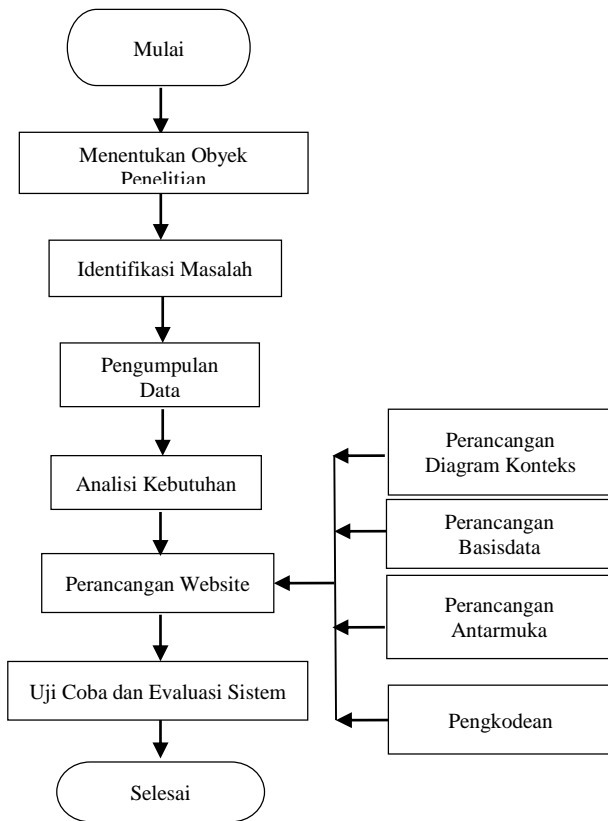 Mulai
Menentukan Obyek
Penelitian
Identifikasi Masalah
Pengumpulan
Data
Analisi Kebutuhan
Perancangan Website
Uji Coba dan Evaluasi Sistem
Selesai
Perancangan
Diagram Konteks
Perancangan
Basisdata
Perancangan
Antarmuka
Pengkodean